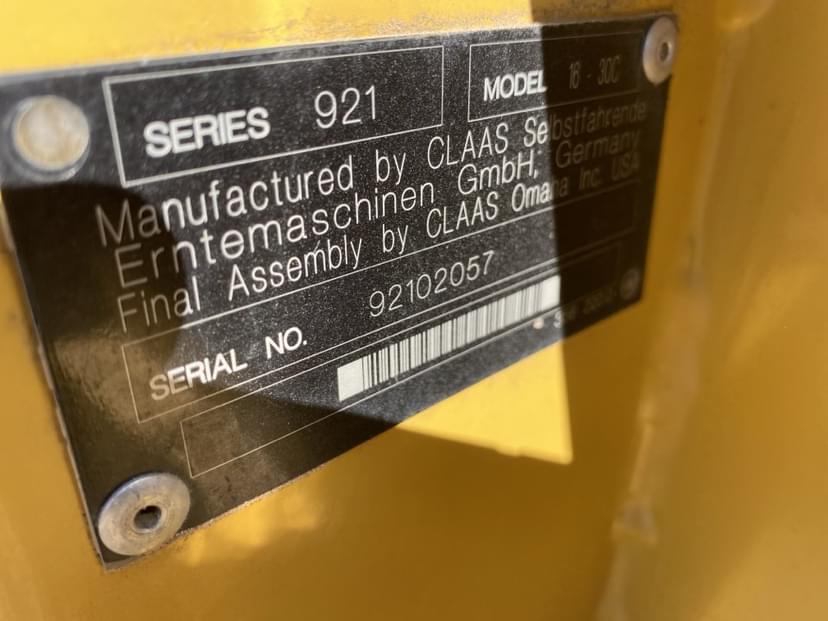 SERIES 921 MODEL 18 - 30C
Manufactured by CLAAS Selbstfahrende
Erntemaschinen GmbH, Germany
Final Assembly by CLAAS Omaha Inc. USA
SERIAL NO. 92102057